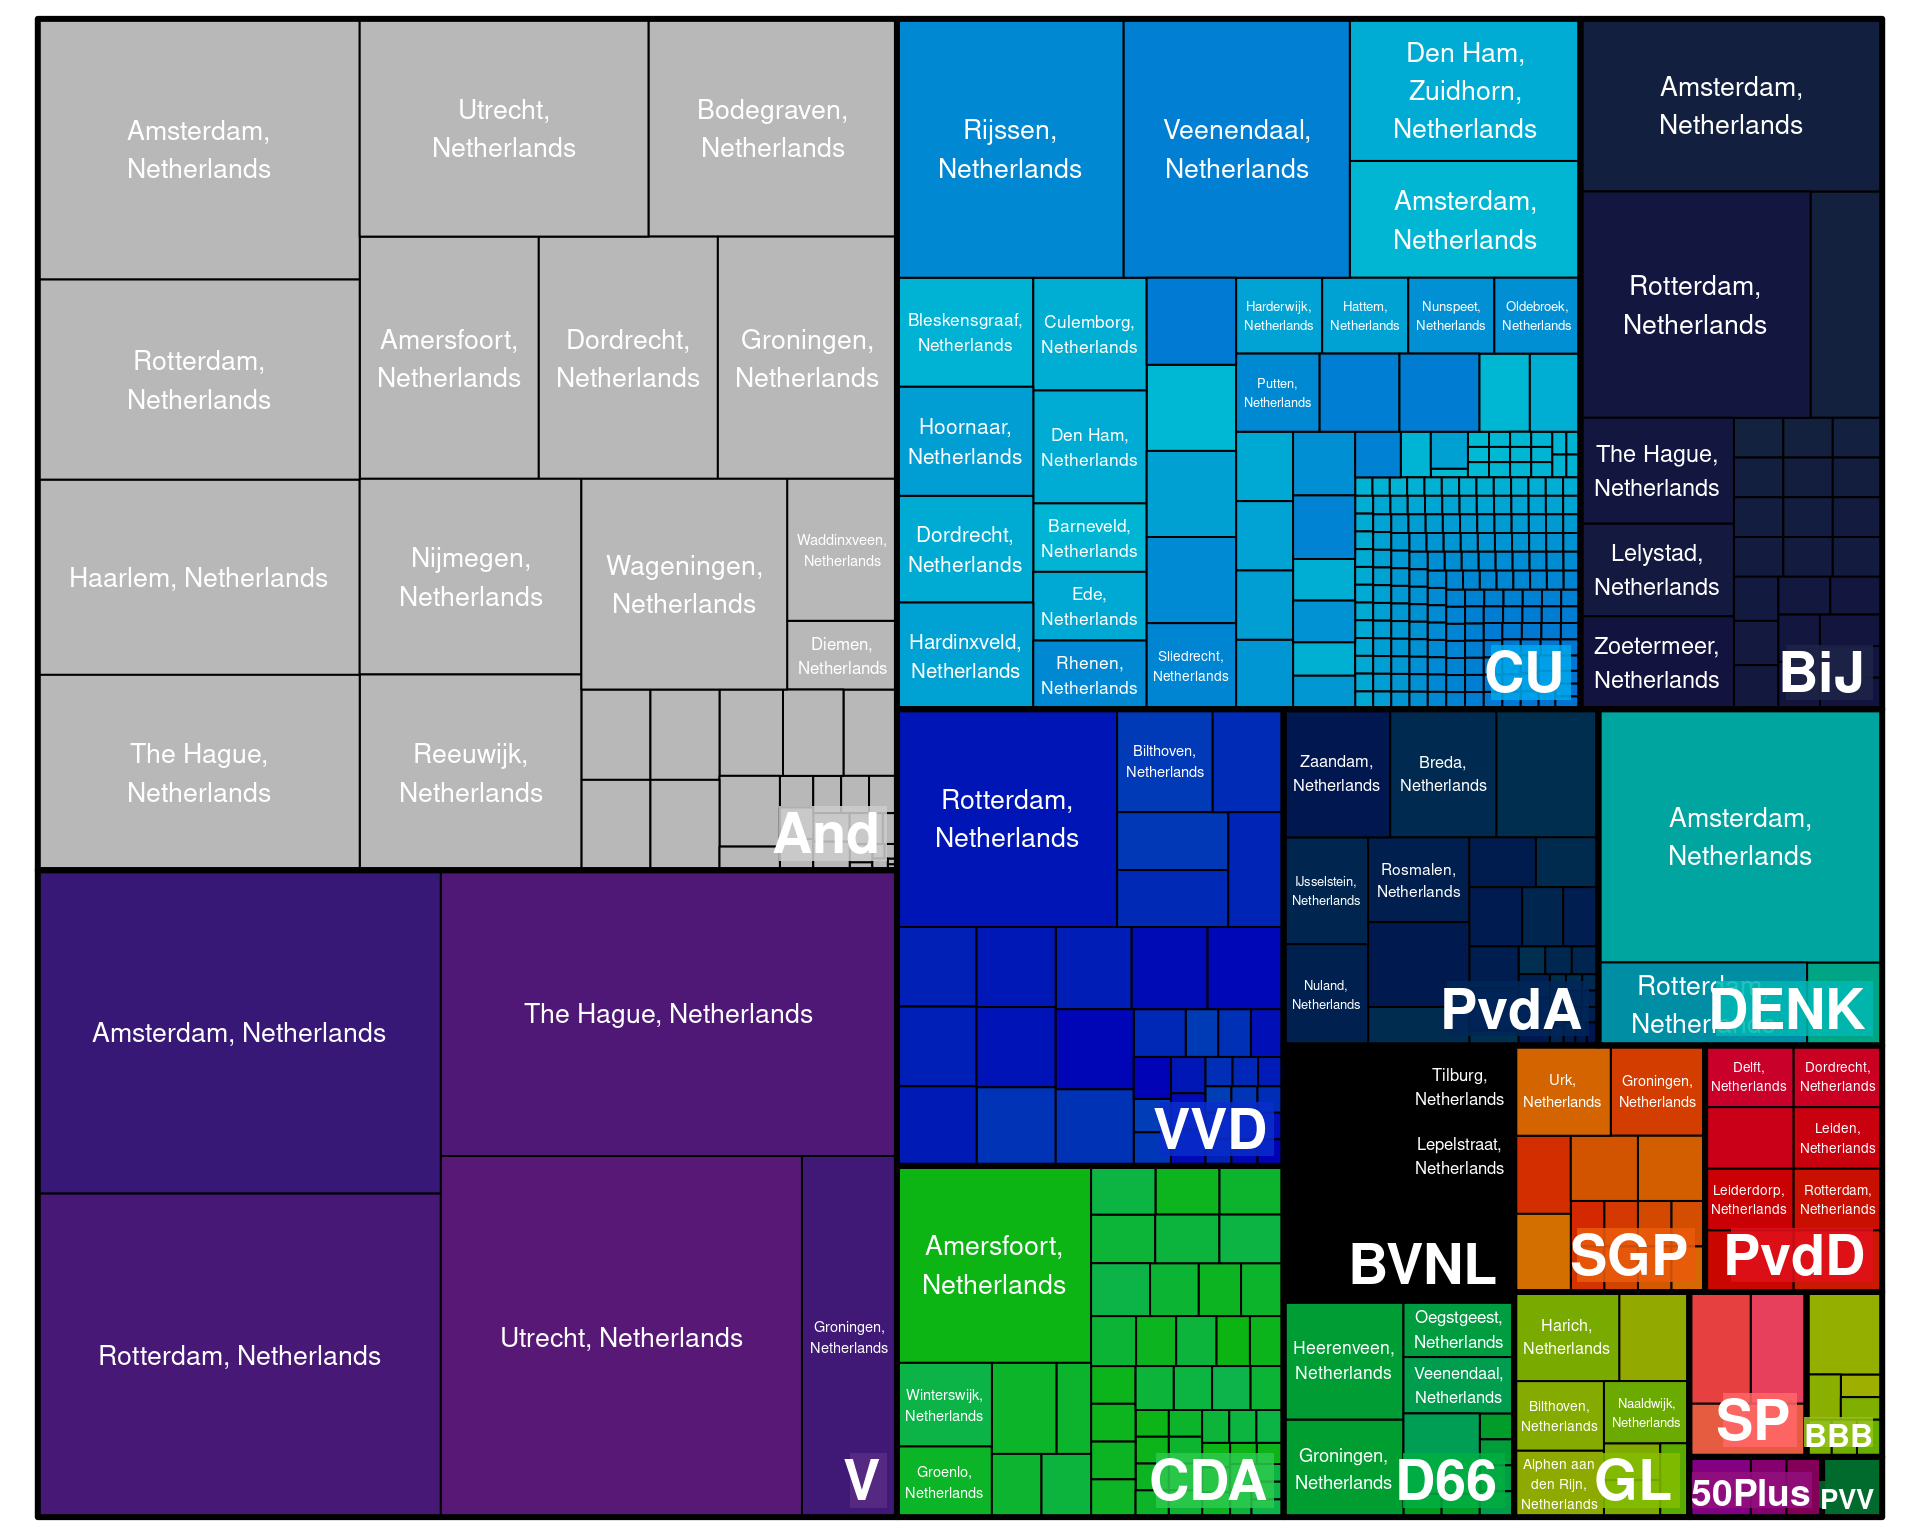 Amsterdam,
Netherlands
Utrecht,
Netherlands
Bodegraven,
Netherlands
Rotterdam,
Netherlands
Amersfoort,
Netherlands
Dordrecht,
Netherlands
Groningen,
Netherlands
Haarlem, Netherlands
Nijmegen,
Netherlands
Wageningen,
Netherlands
Waddinxveen,
Netherlands
Diemen,
Netherlands
The Hague,
Netherlands
Reeuwijk,
Netherlands
And
Amsterdam, Netherlands
The Hague, Netherlands
Rotterdam, Netherlands
Utrecht, Netherlands
Groningen,
Netherlands
V
Rijssen,
Netherlands
Veenendaal,
Netherlands
Den Ham,
Zuidhorn,
Netherlands
Amsterdam,
Netherlands
Bleskensgraaf,
Netherlands
Culemborg,
Netherlands
Harderwijk,
Netherlands
Hattem,
Netherlands
Nunspeet,
Netherlands
Oldebroek,
Netherlands
Putten,
Netherlands
Hoornaar,
Netherlands
Den Ham,
Netherlands
Dordrecht,
Netherlands
Barneveld,
Netherlands
Ede,
Netherlands
Hardinxveld,
Netherlands
Rhenen,
Netherlands
Sliedrecht,
Netherlands
CU
Amsterdam,
Netherlands
Rotterdam,
Netherlands
The Hague,
Netherlands
Lelystad,
Netherlands
Zoetermeer,
Netherlands
BiJ
Rotterdam,
Netherlands
Bilthoven,
Netherlands
VVD
Zaandam,
Netherlands
Breda,
Netherlands
IJsselstein,
Netherlands
Rosmalen,
Netherlands
Nuland,
Netherlands
PvdA
Amsterdam,
Netherlands
Rotterdam
Netherlands
DENK
Amersfoort,
Netherlands
Winterswijk,
Netherlands
Groenlo,
Netherlands
CDA
Tilburg,
Netherlands
Lepelstraat,
Netherlands
BVNL
Urk,
Netherlands
Groningen,
Netherlands
SGP
Delft,
Netherlands
Dordrecht,
Netherlands
Leiden,
Netherlands
Leiderdorp,
Netherlands
Rotterdam,
Netherlands
PvdD
Heerenveen,
Netherlands
Oegstgeest,
Netherlands
Veenendaal,
Netherlands
Groningen,
Netherlands
D66
Harich,
Netherlands
Bilthoven,
Netherlands
Naaldwijk,
Netherlands
Alphen aan
den Rijn,
Netherlands
GL
SP
BBB
50Plus
PVV